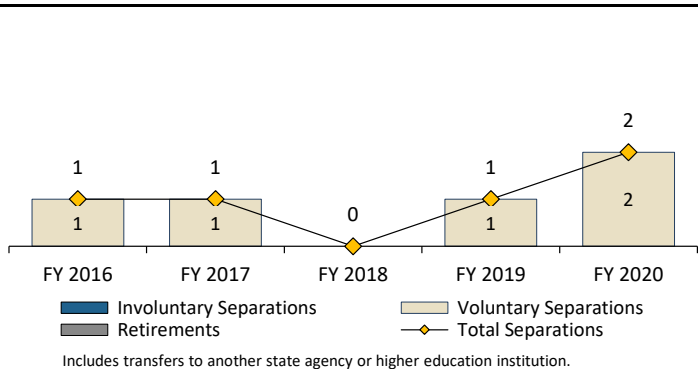 2
1 1 1
0
1 1 1 2
FY 2016 FY 2017 FY 2018 FY 2019 FY 2020
Involuntary Separations Voluntary Separations
Retirements Total Separations
Includes transfers to another state agency or higher education institution.